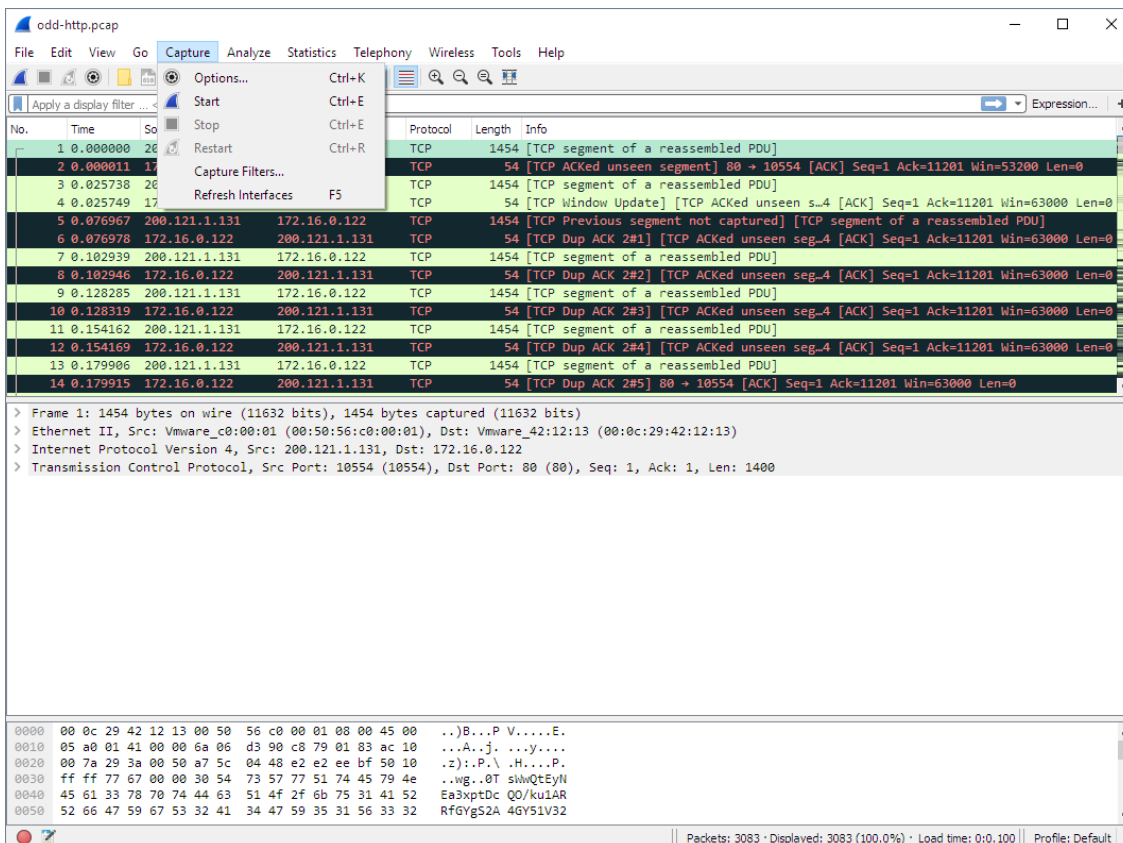 odd-http.pcap
File Edit View Go Capture Analyze Statistics Telephony Wireless Tools Help
Options... Ctrl+K
Start Ctrl+E
Stop Ctrl+E
Restart Ctrl+R
Capture Filters...
Refresh Interfaces F5
Apply a display filter ... < Expression... +
No. Time So Protocol Length Info
1 0.000000 20 TCP 1454 [TCP segment of a reassembled PDU]
2 0.000011 17 TCP 54 [TCP ACKed unseen segment] 80 → 10554 [ACK] Seq=1 Ack=11201 Win=53200 Len=0
3 0.025738 20 TCP 1454 [TCP segment of a reassembled PDU]
4 0.025749 17 TCP 54 [TCP Window Update] [TCP ACKed unseen s…4 [ACK] Seq=1 Ack=11201 Win=63000 Len=0
5 0.076967 200.121.1.131 172.16.0.122 TCP 1454 [TCP Previous segment not captured] [TCP segment of a reassembled PDU]
6 0.076978 172.16.0.122 200.121.1.131 TCP 54 [TCP Dup ACK 2#1] [TCP ACKed unseen seg…4 [ACK] Seq=1 Ack=11201 Win=63000 Len=0
7 0.102939 200.121.1.131 172.16.0.122 TCP 1454 [TCP segment of a reassembled PDU]
8 0.102946 172.16.0.122 200.121.1.131 TCP 54 [TCP Dup ACK 2#2] [TCP ACKed unseen seg…4 [ACK] Seq=1 Ack=11201 Win=63000 Len=0
9 0.128285 200.121.1.131 172.16.0.122 TCP 1454 [TCP segment of a reassembled PDU]
10 0.128319 172.16.0.122 200.121.1.131 TCP 54 [TCP Dup ACK 2#3] [TCP ACKed unseen seg…4 [ACK] Seq=1 Ack=11201 Win=63000 Len=0
11 0.154162 200.121.1.131 172.16.0.122 TCP 1454 [TCP segment of a reassembled PDU]
12 0.154169 172.16.0.122 200.121.1.131 TCP 54 [TCP Dup ACK 2#4] [TCP ACKed unseen seg…4 [ACK] Seq=1 Ack=11201 Win=63000 Len=0
13 0.179906 200.121.1.131 172.16.0.122 TCP 1454 [TCP segment of a reassembled PDU]
14 0.179915 172.16.0.122 200.121.1.131 TCP 54 [TCP Dup ACK 2#5] 80 → 10554 [ACK] Seq=1 Ack=11201 Win=63000 Len=0
> Frame 1: 1454 bytes on wire (11632 bits), 1454 bytes captured (11632 bits)
> Ethernet II, Src: Vmware_c0:00:01 (00:50:56:c0:00:01), Dst: Vmware_42:12:13 (00:0c:29:42:12:13)
> Internet Protocol Version 4, Src: 200.121.1.131, Dst: 172.16.0.122
> Transmission Control Protocol, Src Port: 10554 (10554), Dst Port: 80 (80), Seq: 1, Ack: 1, Len: 1400
0000 00 0c 29 42 12 13 00 50 56 c0 00 01 08 00 45 00 ..)B...P V.....E.
0010 05 a0 01 41 00 00 6a 06 d3 90 c8 79 01 83 ac 10 ...A..j. ...y....
0020 00 7a 29 3a 00 50 a7 5c 04 48 e2 e2 ee bf 50 10 .z):.P.\ .H....P.
0030 ff ff 77 67 00 00 30 54 73 57 77 51 74 45 79 4e ..wg..0T sWwQtEyN
0040 45 61 33 78 70 74 44 63 51 4f 2f 6b 75 31 41 52 Ea3xptDc QO/ku1AR
0050 52 66 47 59 67 53 32 41 34 47 59 35 31 56 33 32 RfGYgS2A 4GY51V32
Packets: 3083 · Displayed: 3083 (100.0%) · Load time: 0:0.100 Profile: Default